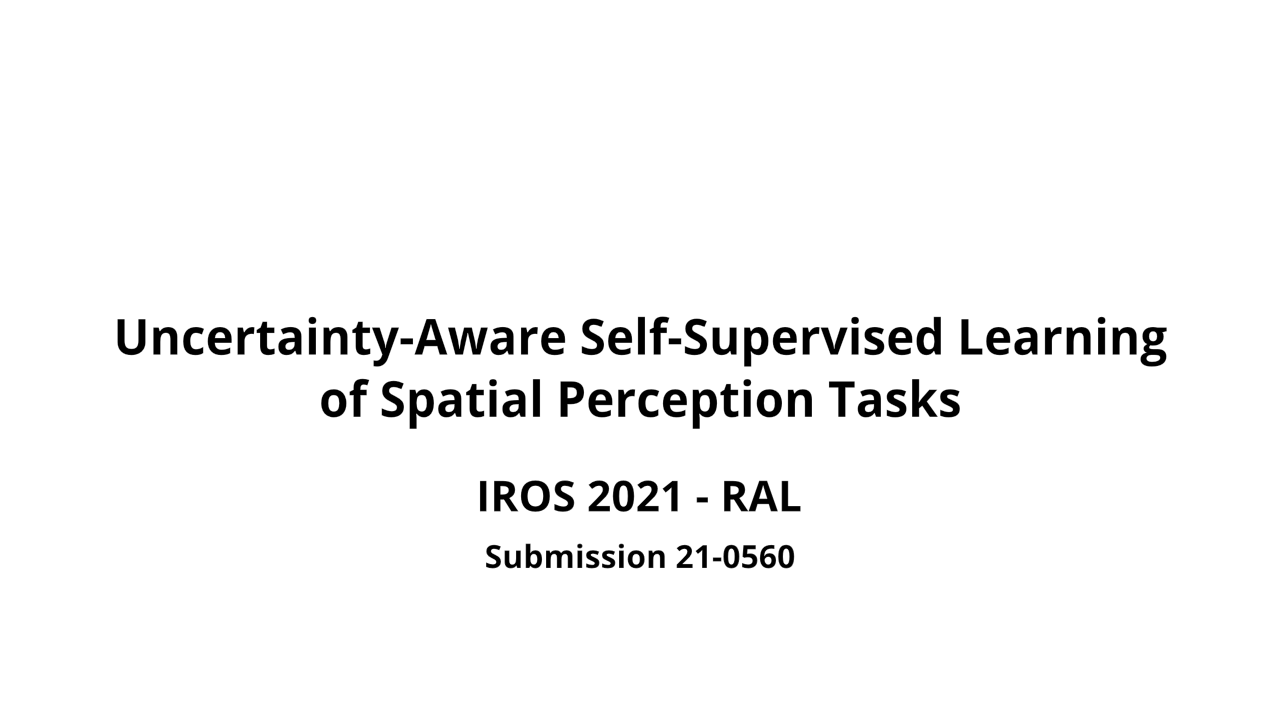 Uncertainty-Aware Self-Supervised Learning
of Spatial Perception Tasks
IROS 2021 - RAL
Submission 21-0560